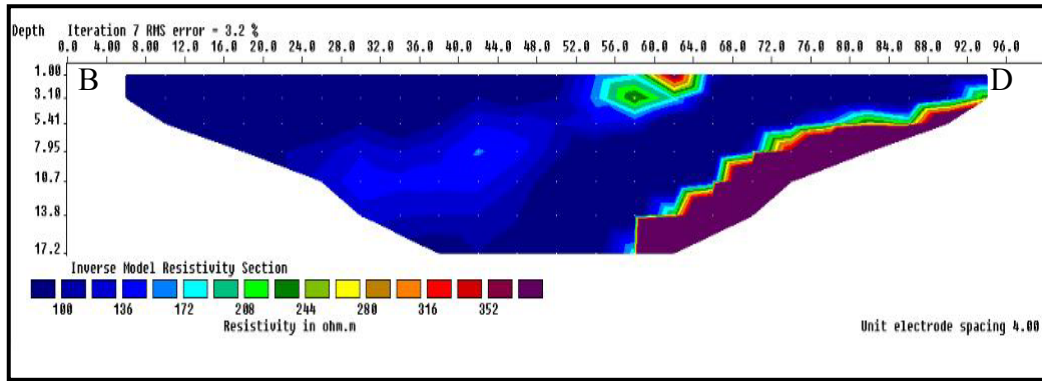 Depth Iteration 7 RMS error = 3.2 %
0.0 4.00 8.00 12.0 16.0 20.0 24.0 28.0 32.0 36.0 40.0 44.0 48.0 52.0 56.0 60.0 64.0 68.0 72.0 76.0 80.0 84.0 88.0 92.0 96.0
B D
1.00
3.10
5.41
7.95
10.7
13.8
17.2
Inverse Model Resistivity Section
100 136 172 208 244 280 316 352
Resistivity in ohm.m Unit electrode spacing 4.00